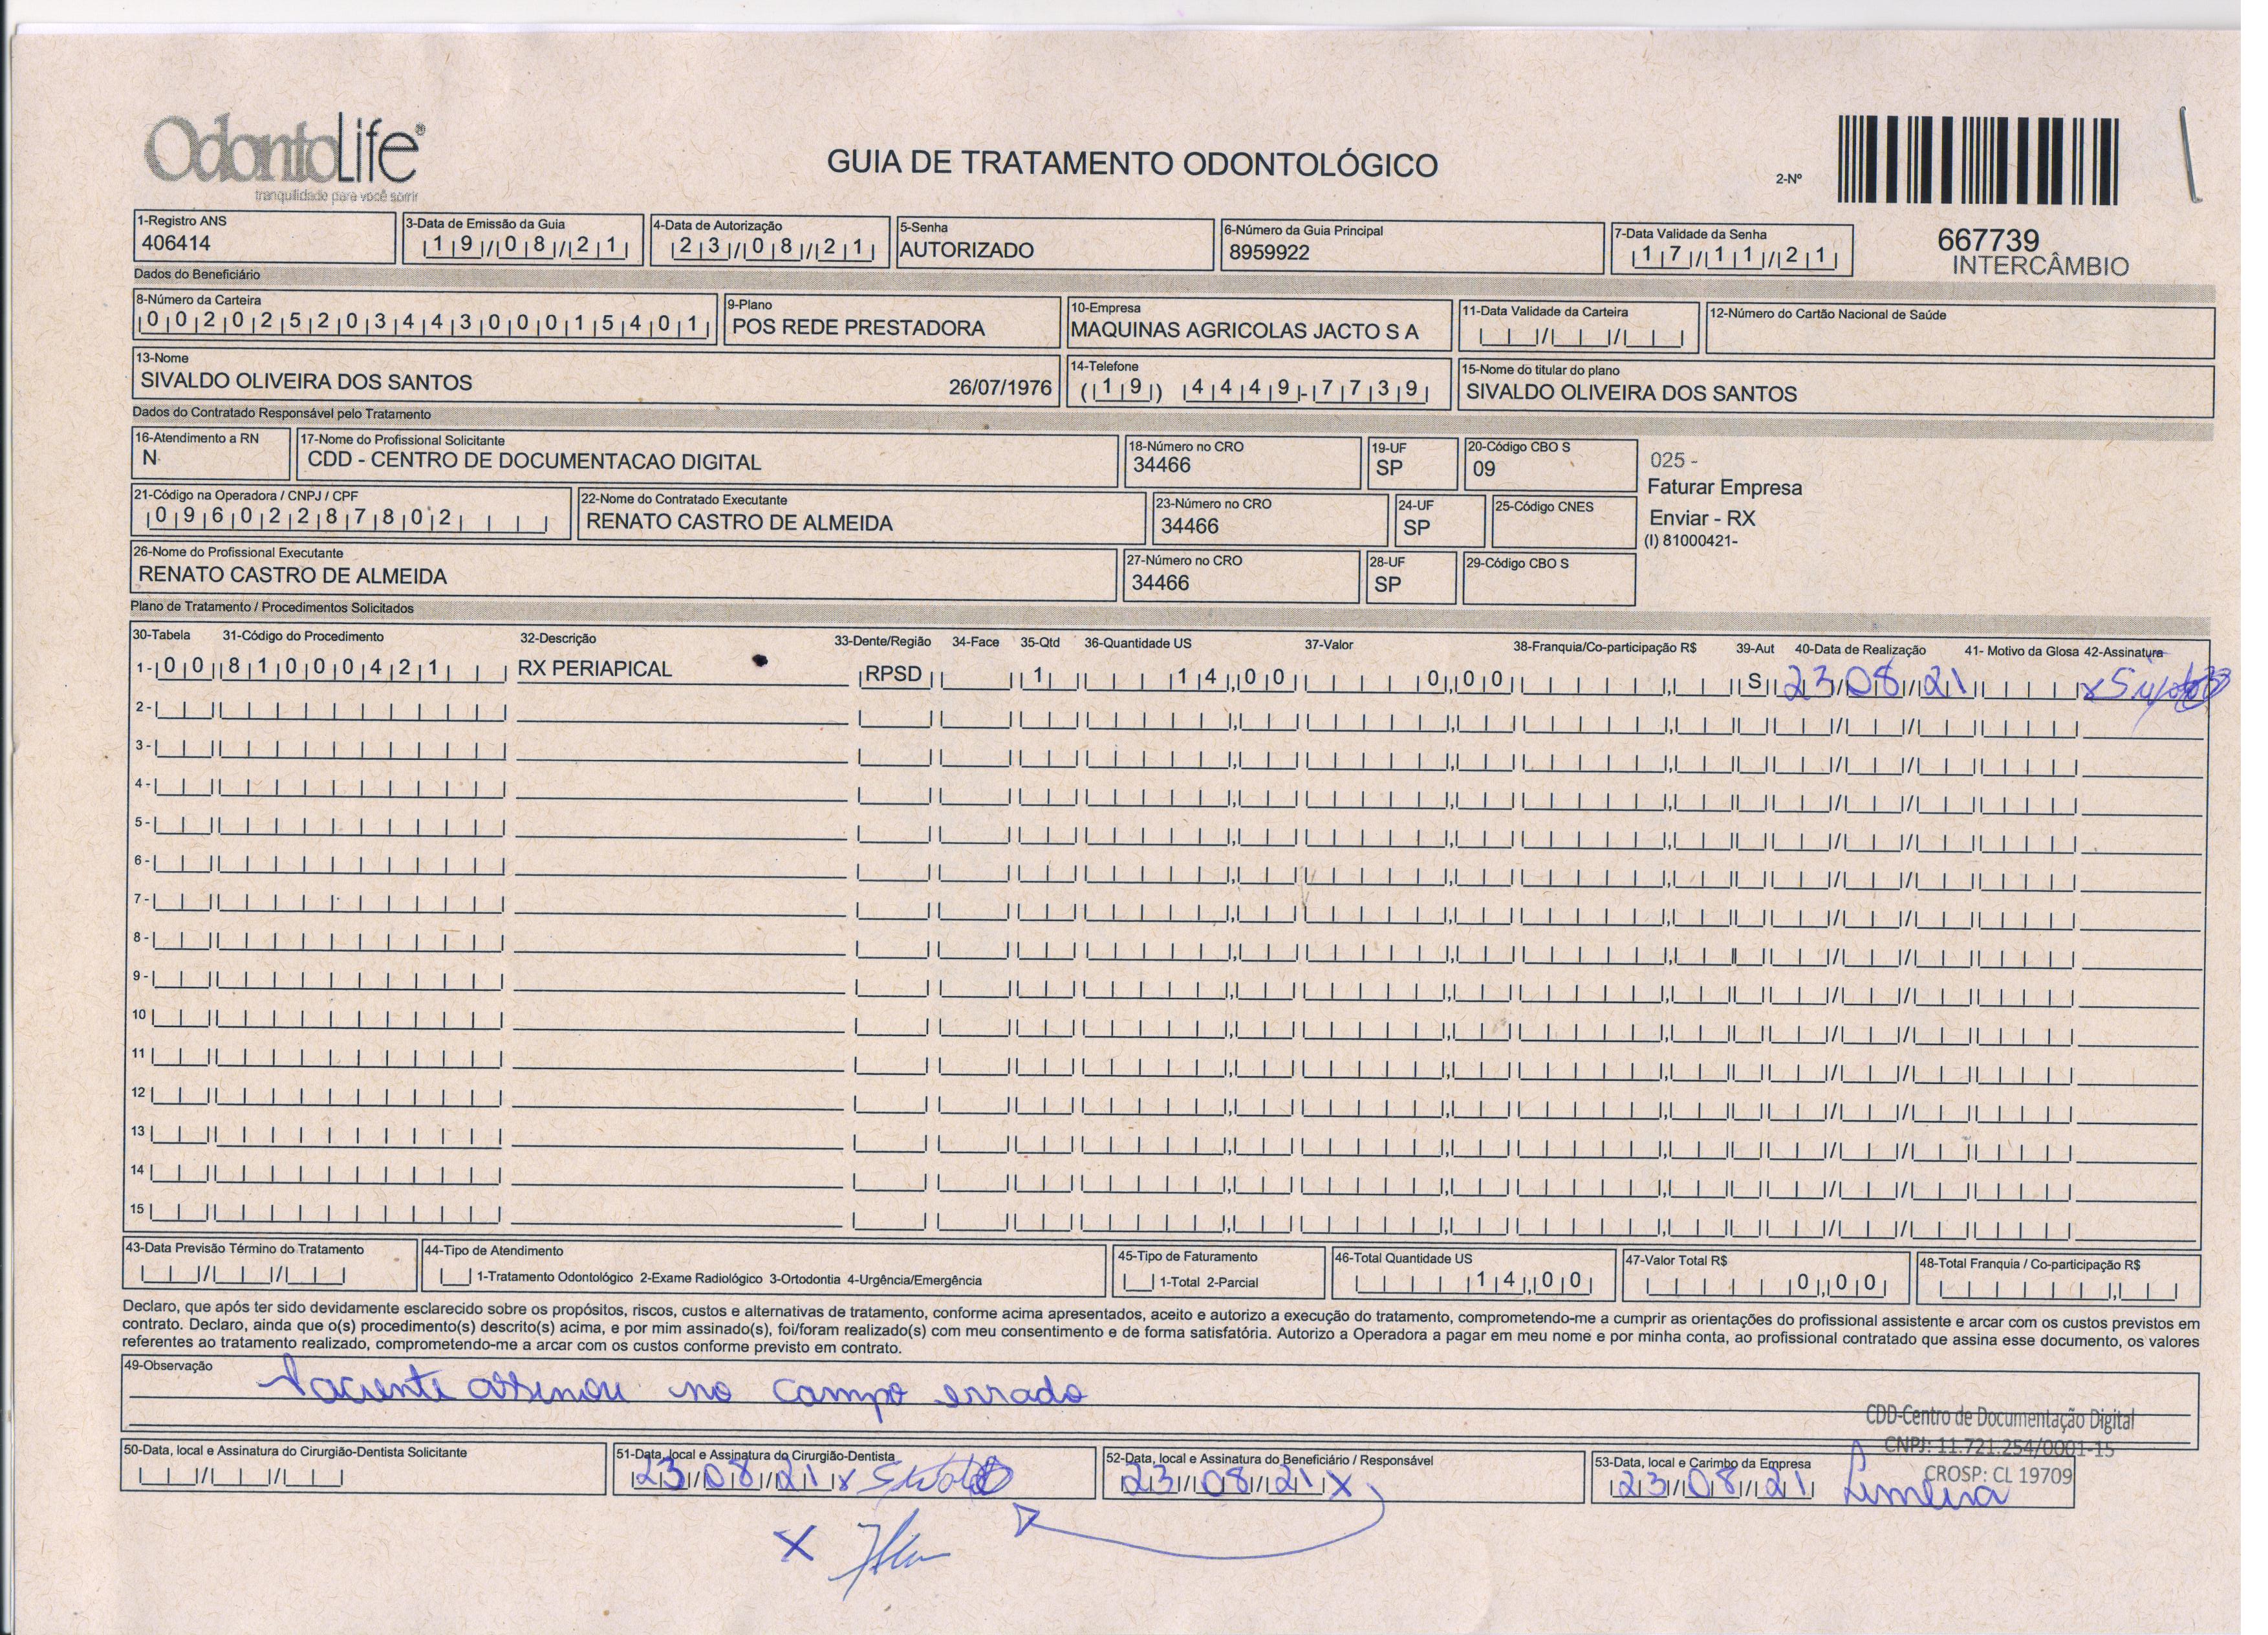 OdontoLife®
tranquilidade para você sorrir
GUIA DE TRATAMENTO ODONTOLÓGICO
2-Nº
667739
INTERCÂMBIO
1-Registro ANS
406414
3-Data de Emissão da Guia
19/08/21
4-Data de Autorização
23/08/21
5-Senha
AUTORIZADO
6-Número da Guia Principal
8959922
7-Data Validade da Senha
17/11/21
Dados do Beneficiário
8-Número da Carteira
00202520344300015401
9-Plano
POS REDE PRESTADORA
10-Empresa
MAQUINAS AGRICOLAS JACTO S A
11-Data Validade da Carteira
12-Número do Cartão Nacional de Saúde
13-Nome
SIVALDO OLIVEIRA DOS SANTOS 26/07/1976
14-Telefone
(19) 4449-7739
15-Nome do titular do plano
SIVALDO OLIVEIRA DOS SANTOS
Dados do Contratado Responsável pelo Tratamento
16-Atendimento a RN
N
17-Nome do Profissional Solicitante
CDD - CENTRO DE DOCUMENTACAO DIGITAL
18-Número no CRO
34466
19-UF
SP
20-Código CBO S
09
025 -
Faturar Empresa
Enviar - RX
(I) 81000421-
21-Código na Operadora / CNPJ / CPF
09602287802
22-Nome do Contratado Executante
RENATO CASTRO DE ALMEIDA
23-Número no CRO
34466
24-UF
SP
25-Código CNES
26-Nome do Profissional Executante
RENATO CASTRO DE ALMEIDA
27-Número no CRO
34466
28-UF
SP
29-Código CBO S
Plano de Tratamento / Procedimentos Solicitados
30-Tabela 31-Código do Procedimento 32-Descrição 33-Dente/Região 34-Face 35-Qtd 36-Quantidade US 37-Valor 38-Franquia/Co-participação R$ 39-Aut 40-Data de Realização 41- Motivo da Glosa 42-Assinatura
1- 00 81000421 RX PERIAPICAL RPSD 1 14,00 0,00 S 23/08/21 x Sivaldo
2-
3-
4-
5-
6-
7-
8-
9-
10
11
12
13
14
15
43-Data Previsão Término do Tratamento
44-Tipo de Atendimento
1-Tratamento Odontológico 2-Exame Radiológico 3-Ortodontia 4-Urgência/Emergência
45-Tipo de Faturamento
1-Total 2-Parcial
46-Total Quantidade US
14,00
47-Valor Total R$
0,00
48-Total Franquia / Co-participação R$
Declaro, que após ter sido devidamente esclarecido sobre os propósitos, riscos, custos e alternativas de tratamento, conforme acima apresentados, aceito e autorizo a execução do tratamento, comprometendo-me a cumprir as orientações do profissional assistente e arcar com os custos previstos em
contrato. Declaro, ainda que o(s) procedimento(s) descrito(s) acima, e por mim assinado(s), foi/foram realizado(s) com meu consentimento e de forma satisfatória. Autorizo a Operadora a pagar em meu nome e por minha conta, ao profissional contratado que assina esse documento, os valores
referentes ao tratamento realizado, comprometendo-me a arcar com os custos conforme previsto em contrato.
49-Observação
Paciente assinou no campo errado
CDD-Centro de Documentação Digital
CNPJ: 11.721.254/0001-15
CROSP: CL 19709
50-Data, local e Assinatura do Cirurgião-Dentista Solicitante
51-Data, local e Assinatura do Cirurgião-Dentista
23/08/21 x Sivaldo
52-Data, local e Assinatura do Beneficiário / Responsável
23/08/21 X
53-Data, local e Carimbo da Empresa
23/08/21 Limeira
X